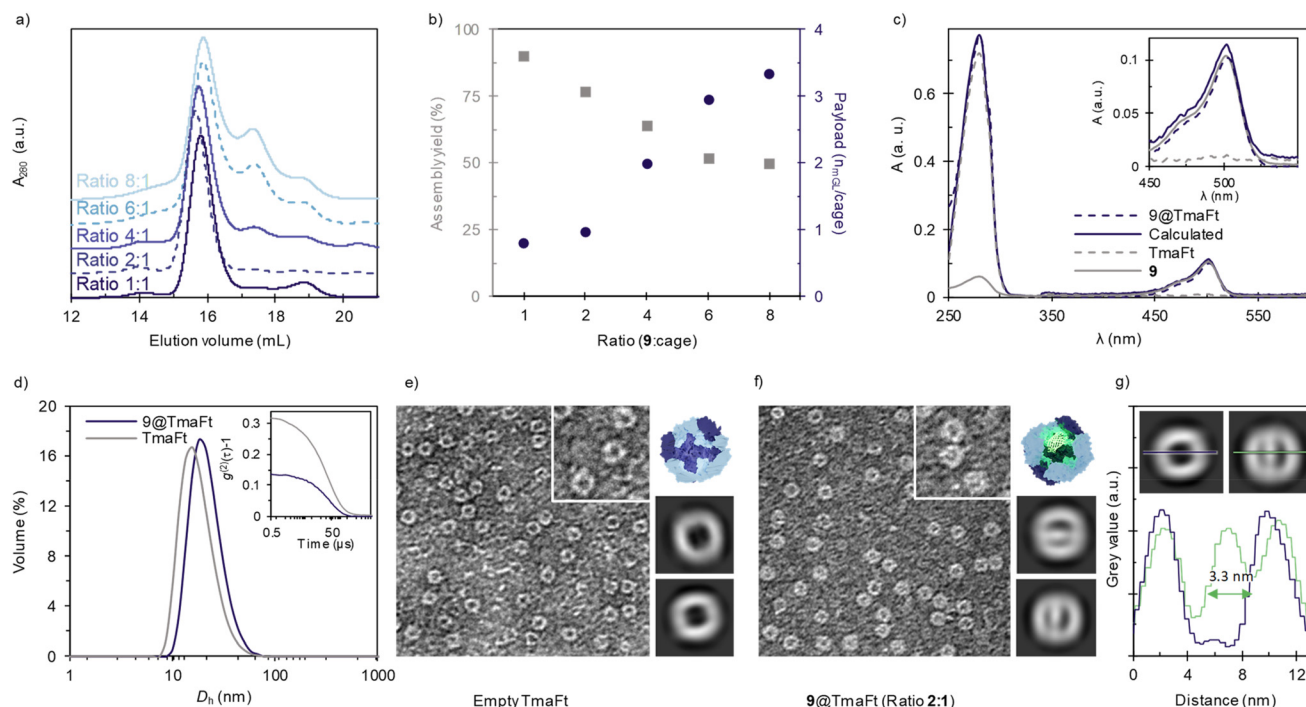 a)
A280 (a.u.)
Ratio 8:1
Ratio 6:1
Ratio 4:1
Ratio 2:1
Ratio 1:1
12 14 16 18 20
Elution volume (mL)
b)
Assembly yield (%)
100
75
50
25
0
1 2 4 6 8
Ratio (9:cage)
4
3
2
1
0
Payload (nmGL/cage)
c)
A (a. u.)
0.8
0.6
0.4
0.2
0
250 350 450 550
λ (nm)
A (a.u.)
0.1
0.05
0
450 500
λ (nm)
9@TmaFt
Calculated
TmaFt
9
d)
Volume (%)
20
16
12
8
4
0
1 10 100 1000
Dh (nm)
9@TmaFt
TmaFt
g(2)(τ)-1
0.3
0.2
0.1
0
0.5 50
Time (µs)
e)
Empty TmaFt
f)
9@TmaFt (Ratio 2:1)
g)
Grey value (a.u.)
3.3 nm
0 4 8 12
Distance (nm)